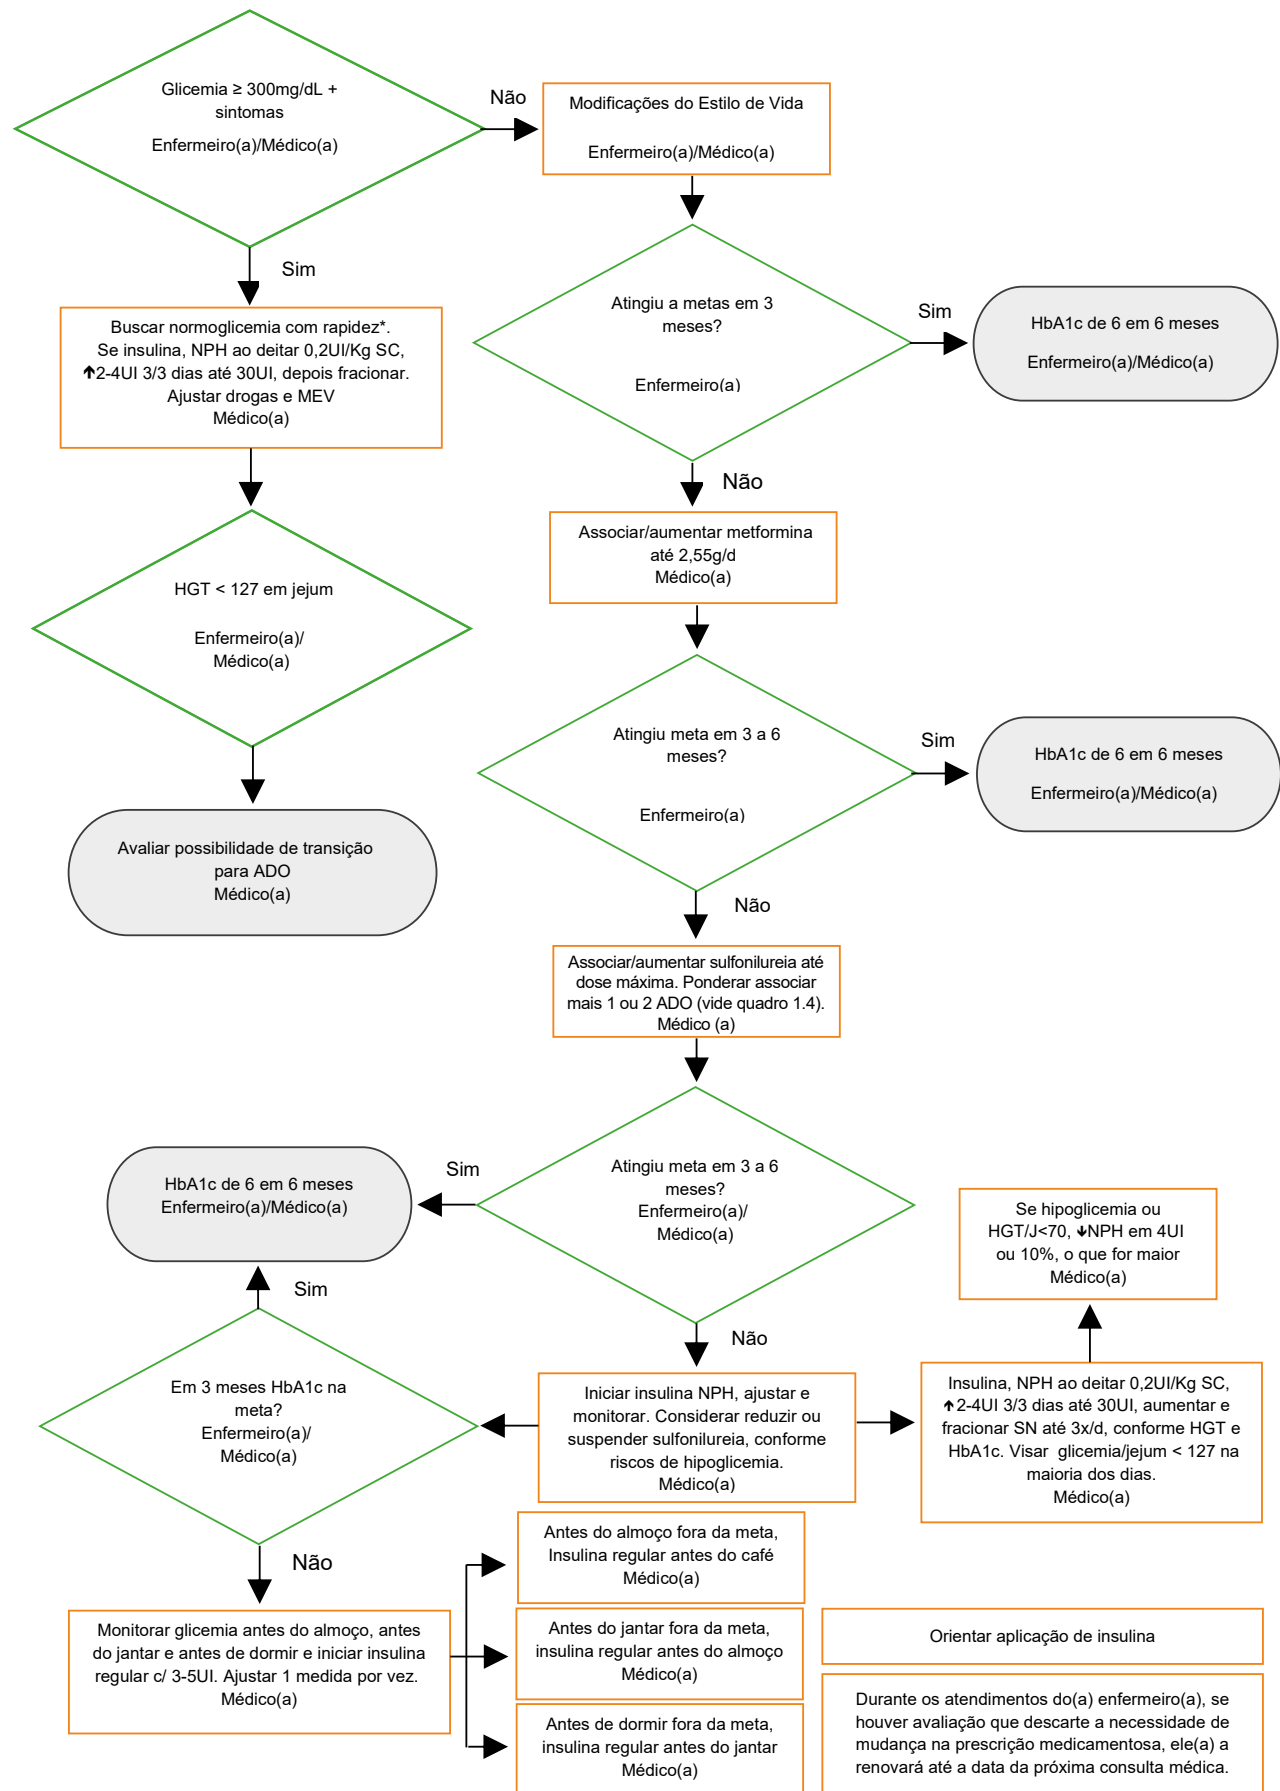 Glicemia ≥ 300mg/dL +
sintomas
Enfermeiro(a)/Médico(a)
Não
Modificações do Estilo de Vida
Enfermeiro(a)/Médico(a)
Sim
Buscar normoglicemia com rapidez*.
Se insulina, NPH ao deitar 0,2UI/Kg SC,
↑2-4UI 3/3 dias até 30UI, depois fracionar.
Ajustar drogas e MEV
Médico(a)
Atingiu a metas em 3
meses?
Enfermeiro(a)
Sim
HbA1c de 6 em 6 meses
Enfermeiro(a)/Médico(a)
Não
HGT < 127 em jejum
Enfermeiro(a)/
Médico(a)
Associar/aumentar metformina
até 2,55g/d
Médico(a)
Atingiu meta em 3 a 6
meses?
Enfermeiro(a)
Sim
HbA1c de 6 em 6 meses
Enfermeiro(a)/Médico(a)
Avaliar possibilidade de transição
para ADO
Médico(a)
Não
Associar/aumentar sulfonilureia até
dose máxima. Ponderar associar
mais 1 ou 2 ADO (vide quadro 1.4).
Médico (a)
Atingiu meta em 3 a 6
meses?
Enfermeiro(a)/
Médico(a)
Sim
HbA1c de 6 em 6 meses
Enfermeiro(a)/Médico(a)
Se hipoglicemia ou
HGT/J<70, ↓NPH em 4UI
ou 10%, o que for maior
Médico(a)
Sim
Não
Em 3 meses HbA1c na
meta?
Enfermeiro(a)/
Médico(a)
Iniciar insulina NPH, ajustar e
monitorar. Considerar reduzir ou
suspender sulfonilureia, conforme
riscos de hipoglicemia.
Médico(a)
Insulina, NPH ao deitar 0,2UI/Kg SC,
↑2-4UI 3/3 dias até 30UI, aumentar e
fracionar SN até 3x/d, conforme HGT e
HbA1c. Visar glicemia/jejum < 127 na
maioria dos dias.
Médico(a)
Não
Monitorar glicemia antes do almoço, antes
do jantar e antes de dormir e iniciar insulina
regular c/ 3-5UI. Ajustar 1 medida por vez.
Médico(a)
Antes do almoço fora da meta,
Insulina regular antes do café
Médico(a)
Antes do jantar fora da meta,
insulina regular antes do almoço
Médico(a)
Antes de dormir fora da meta,
insulina regular antes do jantar
Médico(a)
Orientar aplicação de insulina
Durante os atendimentos do(a) enfermeiro(a), se
houver avaliação que descarte a necessidade de
mudança na prescrição medicamentosa, ele(a) a
renovará até a data da próxima consulta médica.